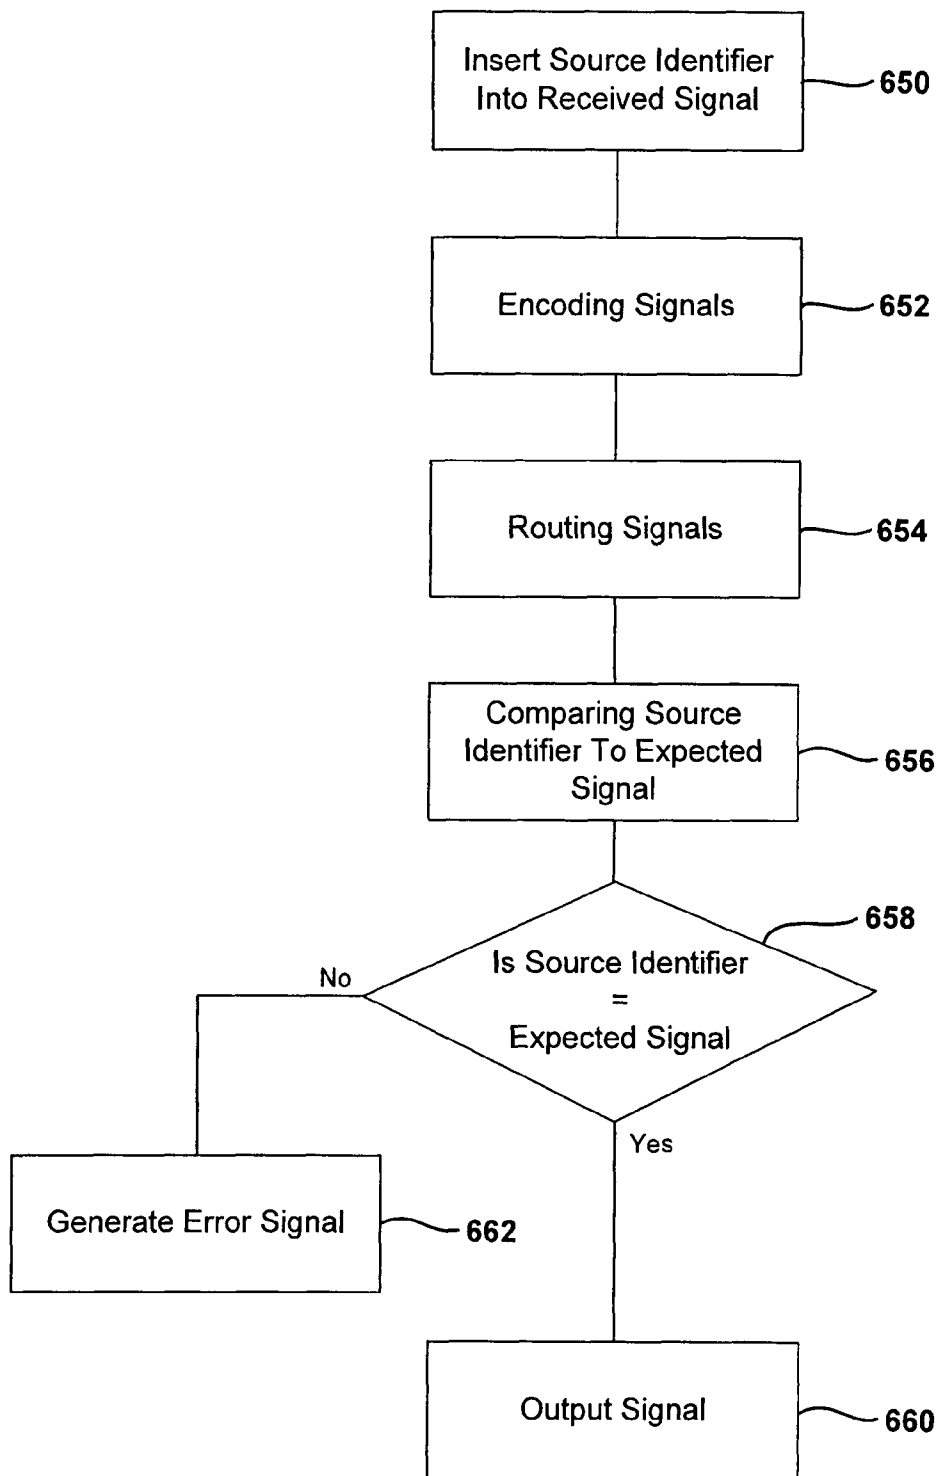 Insert Source Identifier
Into Received Signal
650
Encoding Signals
652
Routing Signals
654
Comparing Source
Identifier To Expected
Signal
656
658
Is Source Identifier
=
Expected Signal
No
Yes
Generate Error Signal
662
Output Signal
660